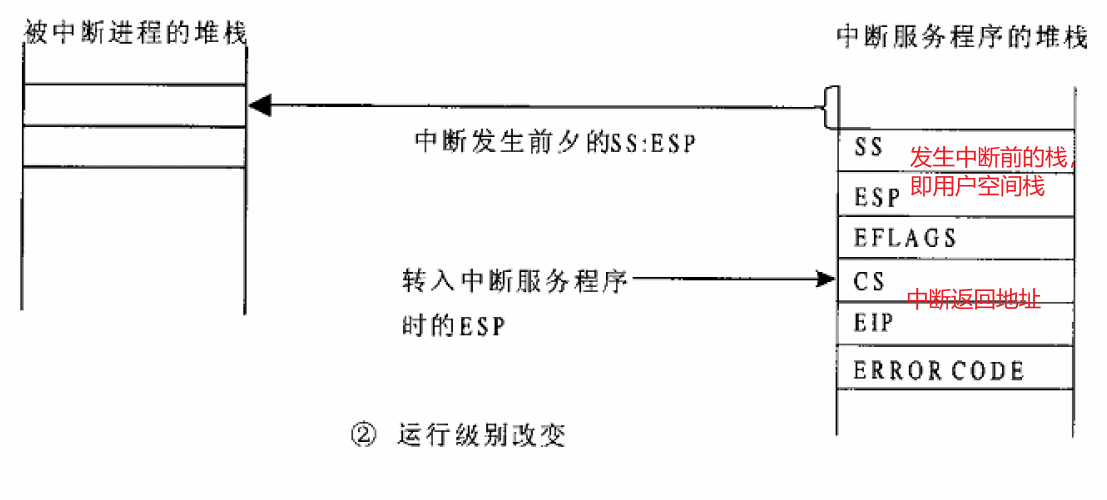 被中断进程的堆栈
中断服务程序的堆栈
中断发生前夕的SS:ESP
SS
发生中断前的栈，
即用户空间栈
ESP
EFLAGS
转入中断服务程序
时的ESP
CS
中断返回地址
EIP
ERROR CODE
② 运行级别改变